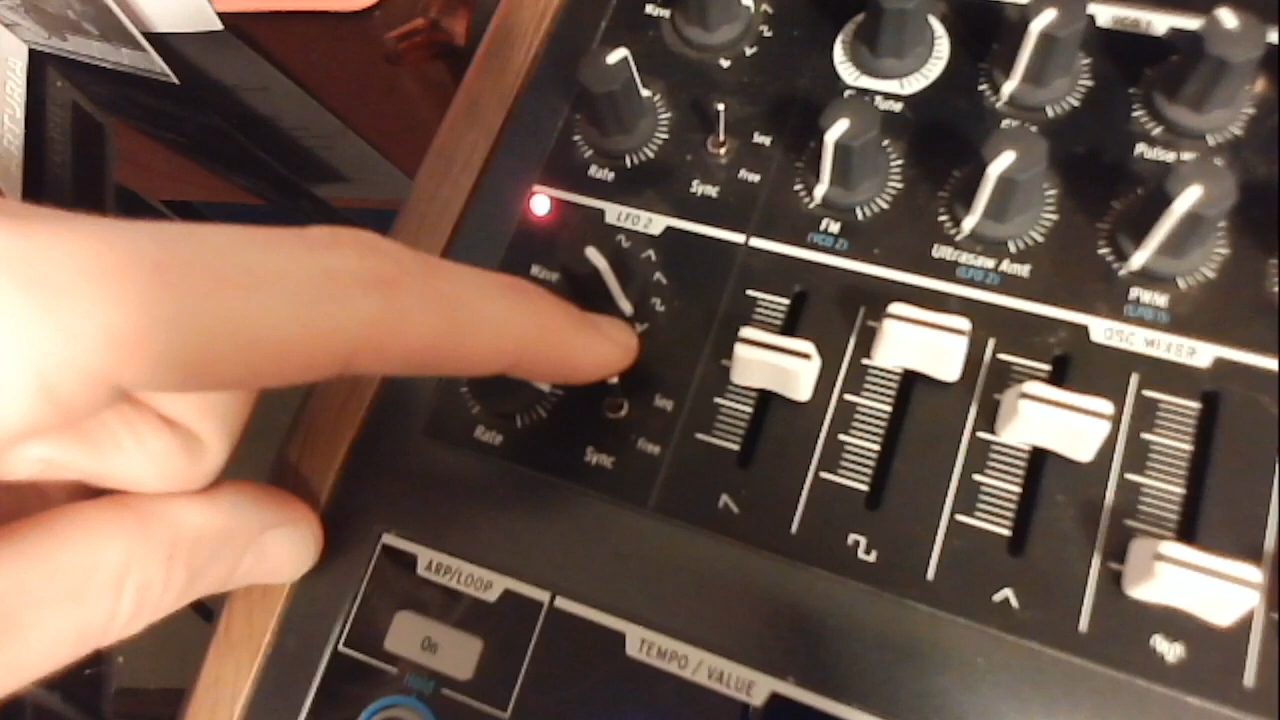 Wave
Seq
Free
Rate
Sync
Tune
FM
(VCO 2)
Ultrasaw Amt
(LFO 2)
PWM
(LFO 1)
LFO 2
Wave
OSC MIXER
Seq
Free
Rate
Sync
ARP/LOOP
On
Hold
TEMPO / VALUE